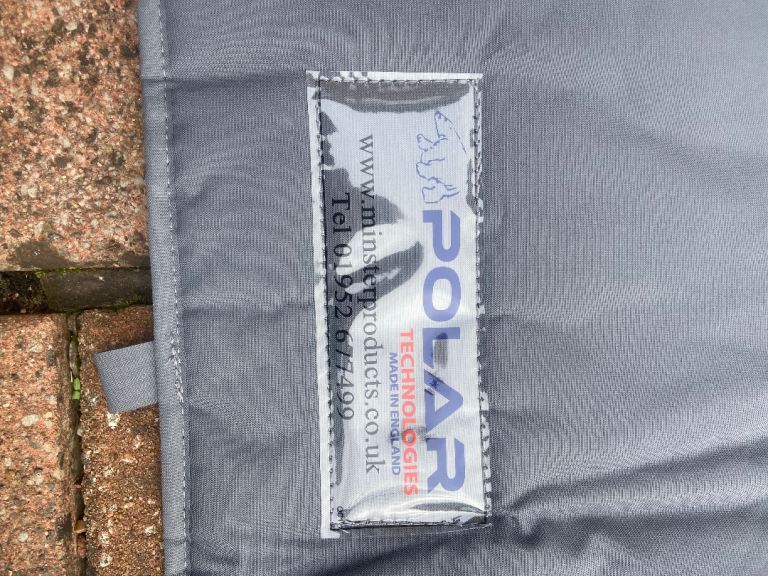 POLAR
TECHNOLOGIES
MADE IN ENGLAND
www.minsterproducts.co.uk
Tel 01952 677499